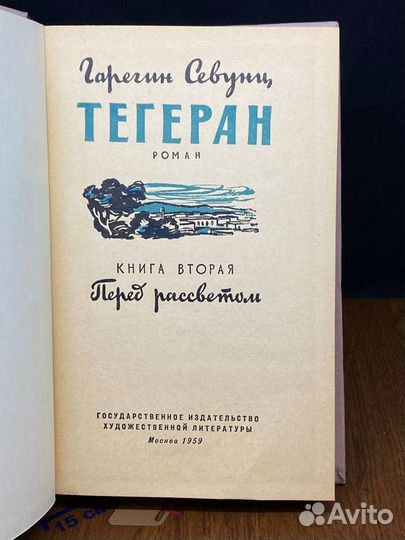 Гарегин Севунц
ТЕГЕРАН
РОМАН
КНИГА ВТОРАЯ
Перед рассветом
ГОСУДАРСТВЕННОЕ ИЗДАТЕЛЬСТВО
ХУДОЖЕСТВЕННОЙ ЛИТЕРАТУРЫ
Москва 1959
Avito